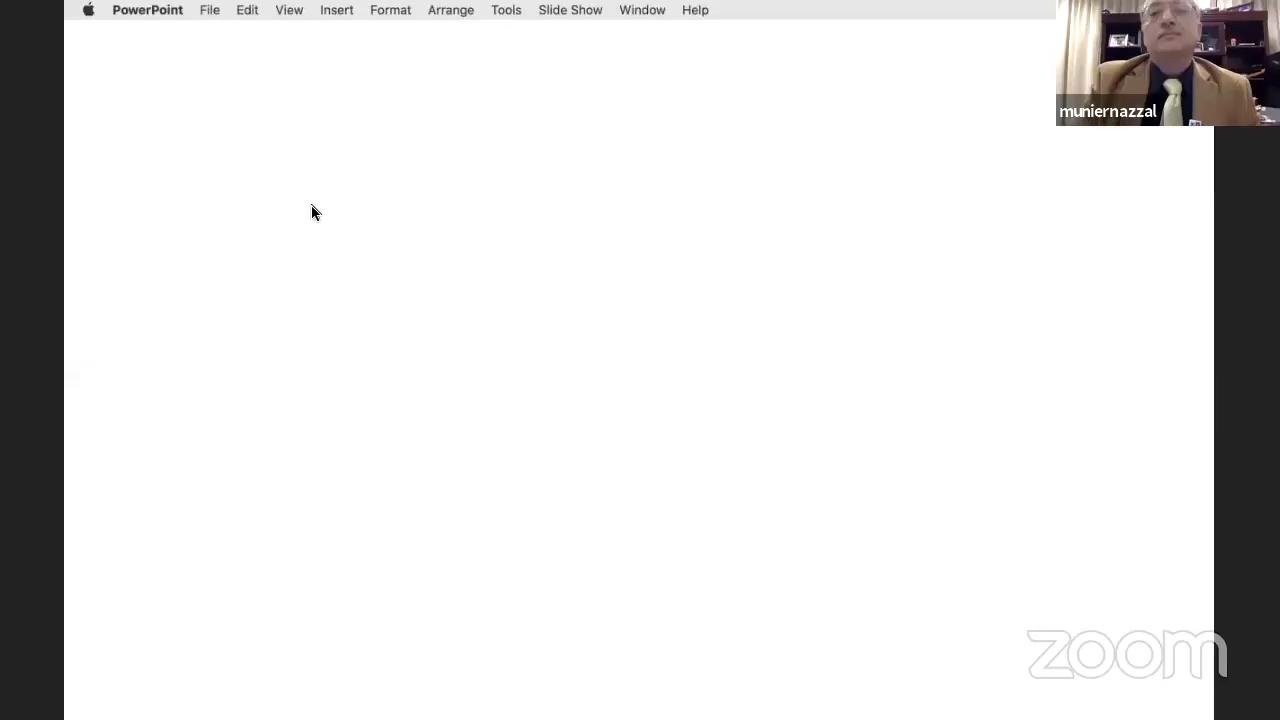 PowerPoint File Edit View Insert Format Arrange Tools Slide Show Window Help
muniernazzal
zoom